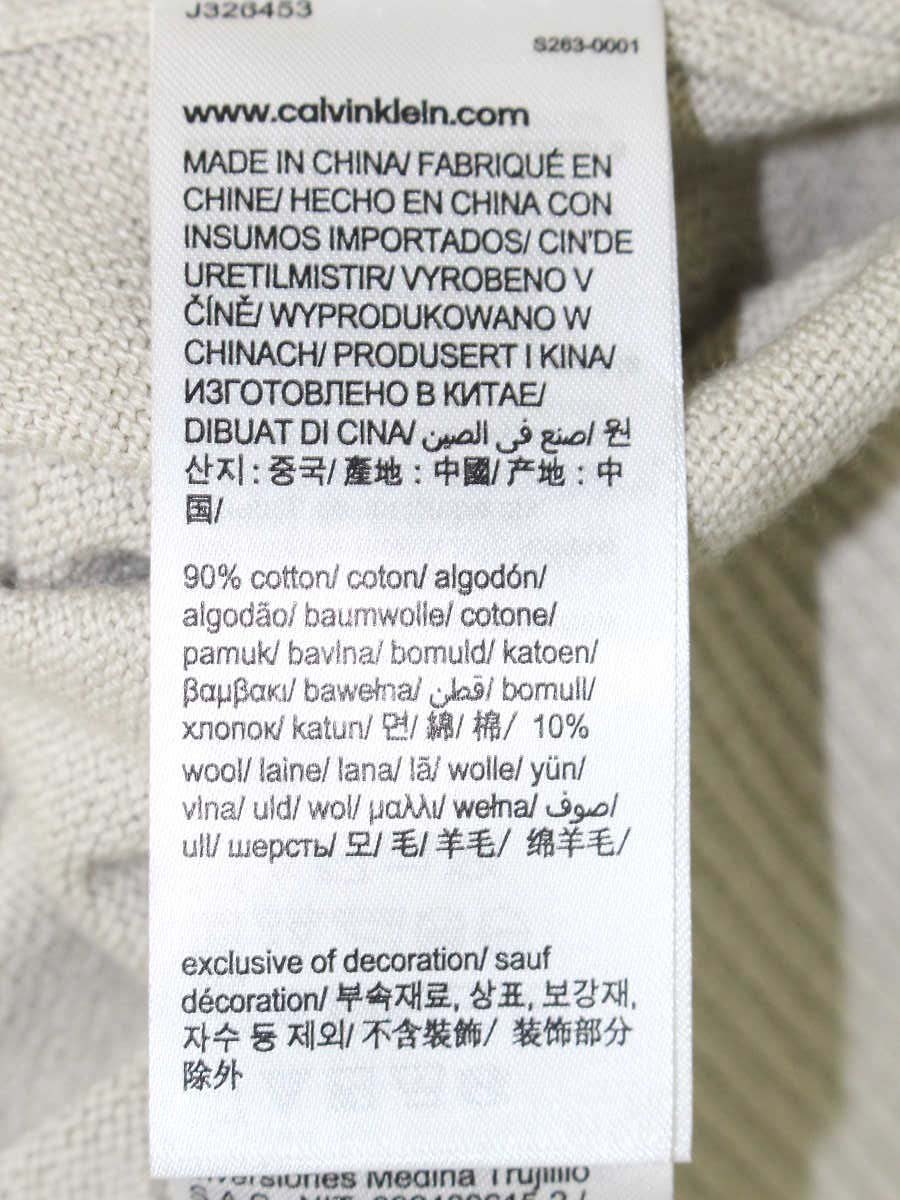 J326453
S263-0001
www.calvinklein.com
MADE IN CHINA/ FABRIQUÉ EN
CHINE/ HECHO EN CHINA CON
INSUMOS IMPORTADOS/ CIN'DE
URETILMISTIR/ VYROBENO V
ČÍNĚ/ WYPRODUKOWANO W
CHINACH/ PRODUSERT I KINA/
ИЗГОТОВЛЕНО В КИТАЕ/
DIBUAT DI CINA/ صنع في الصين/ 원
산지 : 중국/ 產地 : 中國/ 产地 : 中
国/
90% cotton/ coton/ algodón/
algodão/ baumwolle/ cotone/
pamuk/ bavlna/ bomuld/ katoen/
βαμβακι/ bawełna/ قطن/ bomull/
хлопок/ katun/ 면/ 綿/ 棉/ 10%
wool/ laine/ lana/ lã/ wolle/ yün/
vlna/ uld/ wol/ μαλλι/ wełna/ صوف/
ull/ шерсть/ 모/ 毛/ 羊毛/ 绵羊毛/
exclusive of decoration/ sauf
décoration/ 부속재료, 상표, 보강재,
자수 등 제외/ 不含裝飾/ 装饰部分
除外
Medina Trujillo